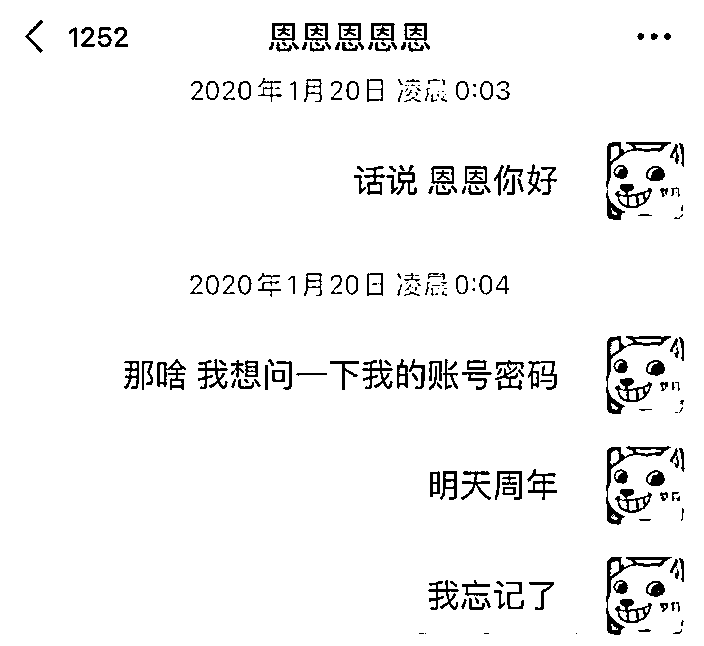 1252
恩恩恩恩恩
2020年1月20日 凌晨 0:03
话说 恩恩你好
2020年1月20日 凌晨 0:04
那啥 我想问一下我的账号密码
明天周年
我忘记了